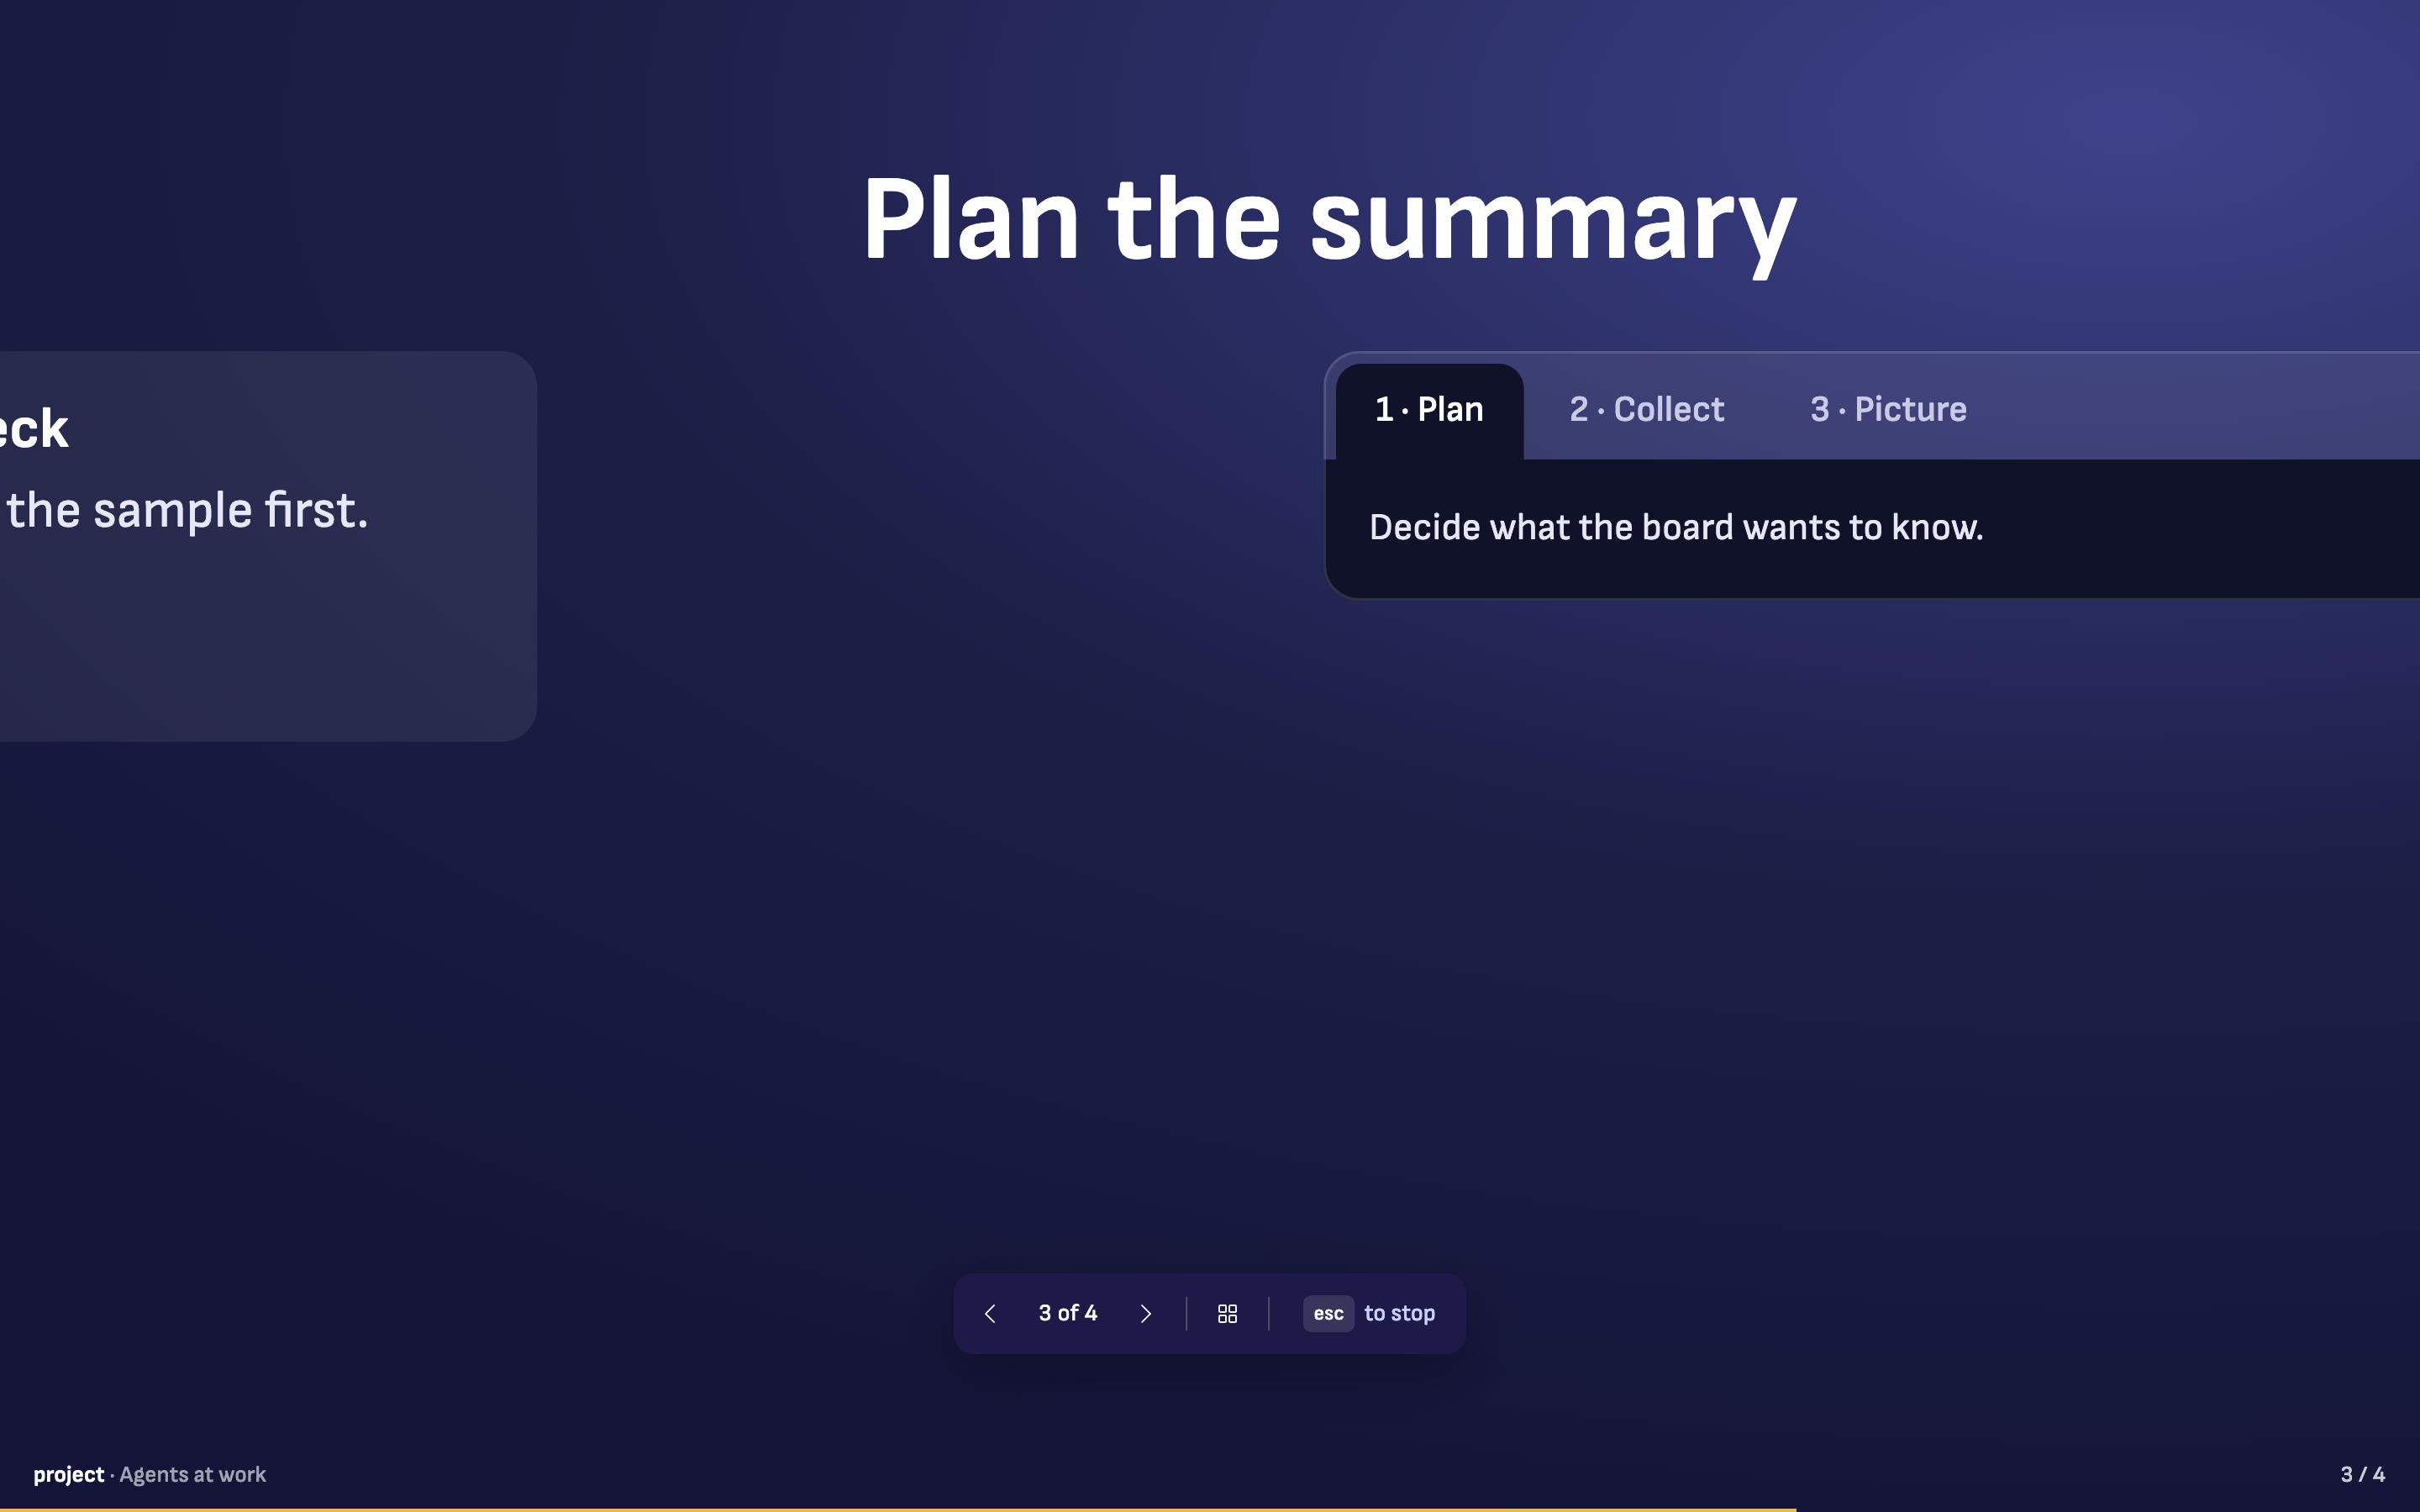 Plan the summary
eck
the sample first.
1 · Plan
2 · Collect
3 · Picture
Decide what the board wants to know.
3 of 4
esc to stop
project · Agents at work
3 / 4